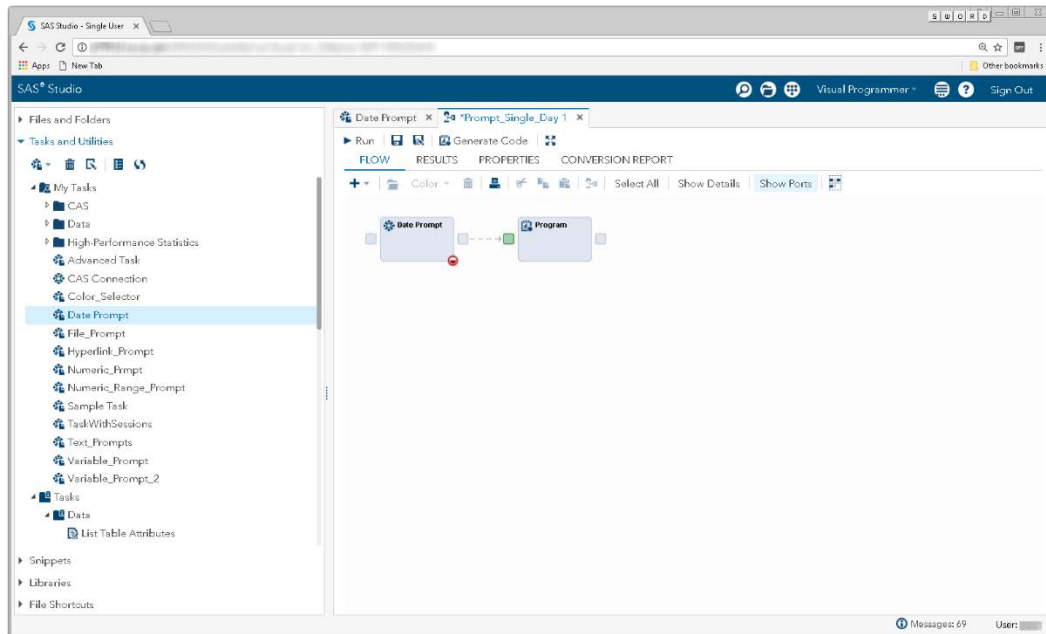 SAS Studio - Single User
S W O R D
Apps New Tab
Other bookmarks
SAS® Studio
Visual Programmer
Sign Out
Files and Folders
Tasks and Utilities
My Tasks
CAS
Data
High-Performance Statistics
Advanced Task
CAS Connection
Color_Selector
Date Prompt
File_Prompt
Hyperlink_Prompt
Numeric_Prmpt
Numeric_Range_Prompt
Sample Task
TaskWithSessions
Text_Prompts
Variable_Prompt
Variable_Prompt_2
Tasks
Data
List Table Attributes
Snippets
Libraries
File Shortcuts
Date Prompt *Prompt_Single_Day 1
Run Generate Code
FLOW RESULTS PROPERTIES CONVERSION REPORT
Color Select All Show Details Show Ports
Date Prompt Program
Messages: 69 User: